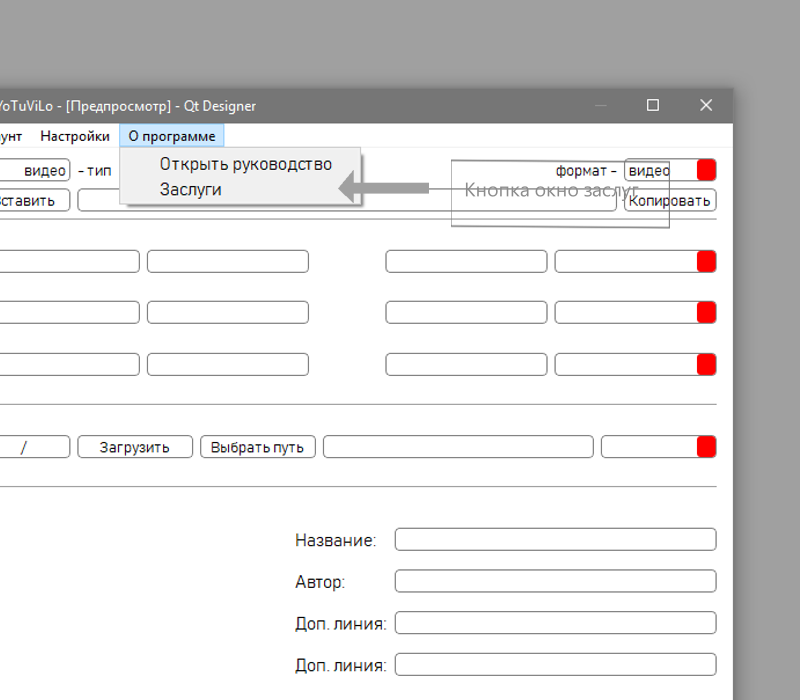 YoTuViLo - [Предпросмотр] - Qt Designer
унт Настройки О программе
видео - тип формат - видео
Открыть руководство
Заслуги
Кнопка окно заслуг
ставить Копировать
/ Загрузить Выбрать путь
Название:
Автор:
Доп. линия:
Доп. линия: